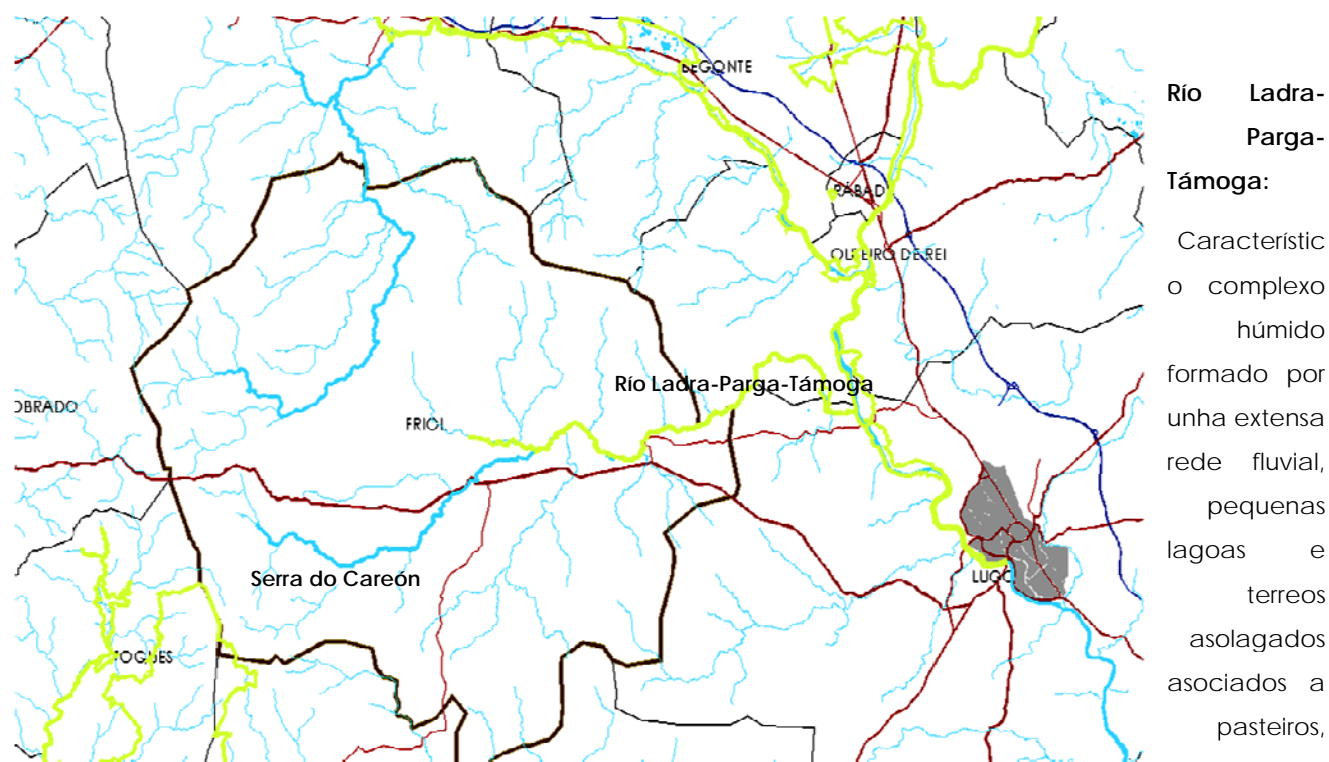 BEGONTE
RÁBAD
OUTEIRO DE REI
Río Ladra-Parga-Támoga
OBRADO
FRIOL
LUGO
Serra do Careón
TOQUES
Río Ladra-
Parga-
Támoga:
Característic
o complexo
húmido
formado por
unha extensa
rede fluvial,
pequenas
lagoas e
terreos
asolagados
asociados a
pasteiros,